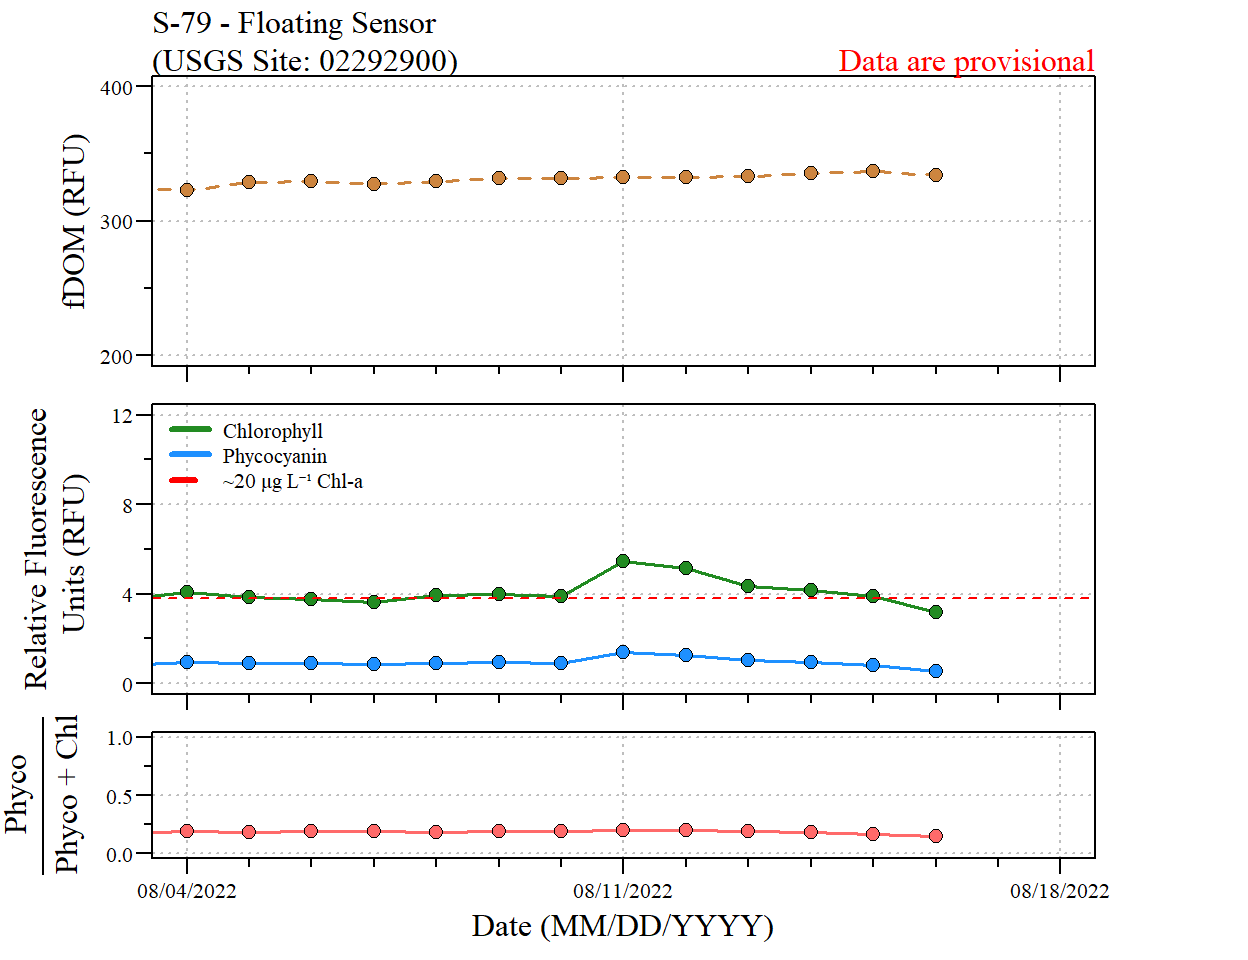 S-79 - Floating Sensor
(USGS Site: 02292900)
Data are provisional
400
300
200
fDOM (RFU)
12
8
4
0
Relative Fluorescence
Units (RFU)
Chlorophyll
Phycocyanin
~20 µg L⁻¹ Chl-a
1.0
0.5
0.0
Phyco
Phyco + Chl
08/04/2022
08/11/2022
08/18/2022
Date (MM/DD/YYYY)